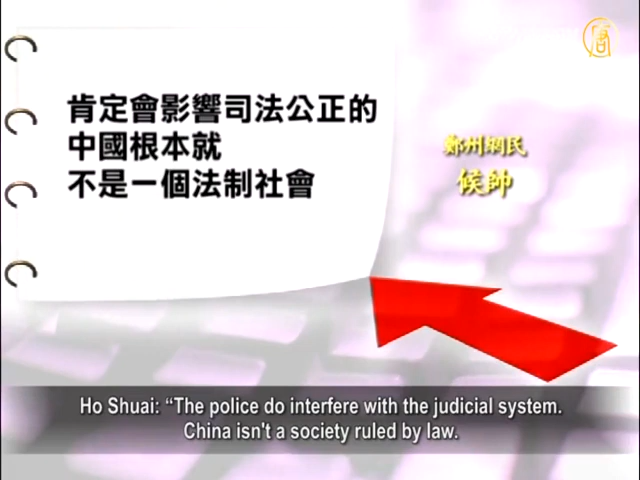 肯定會影響司法公正的
中國根本就
不是一個法制社會
鄭州網民
候帥
唐
Ho Shuai: “The police do interfere with the judicial system.
China isn't a society ruled by law.